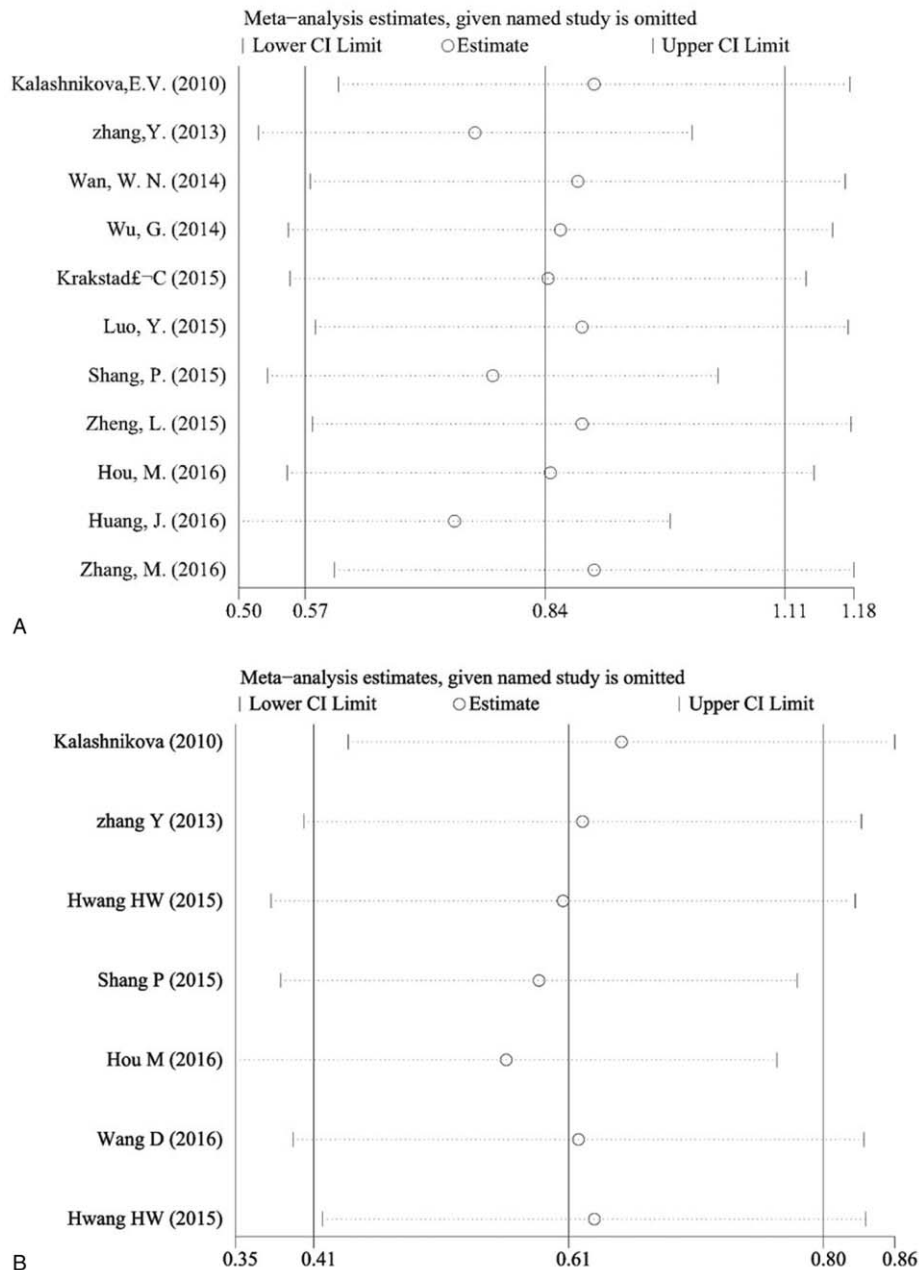 Meta−analysis estimates, given named study is omitted
| Lower CI Limit ○Estimate | Upper CI Limit
Kalashnikova,E.V. (2010)
zhang,Y. (2013)
Wan, W. N. (2014)
Wu, G. (2014)
Krakstad£¬C (2015)
Luo, Y. (2015)
Shang, P. (2015)
Zheng, L. (2015)
Hou, M. (2016)
Huang, J. (2016)
Zhang, M. (2016)
0.50 0.57 0.84 1.11 1.18
A
Meta−analysis estimates, given named study is omitted
| Lower CI Limit ○Estimate | Upper CI Limit
Kalashnikova (2010)
zhang Y (2013)
Hwang HW (2015)
Shang P (2015)
Hou M (2016)
Wang D (2016)
Hwang HW (2015)
0.35 0.41 0.61 0.80 0.86
B